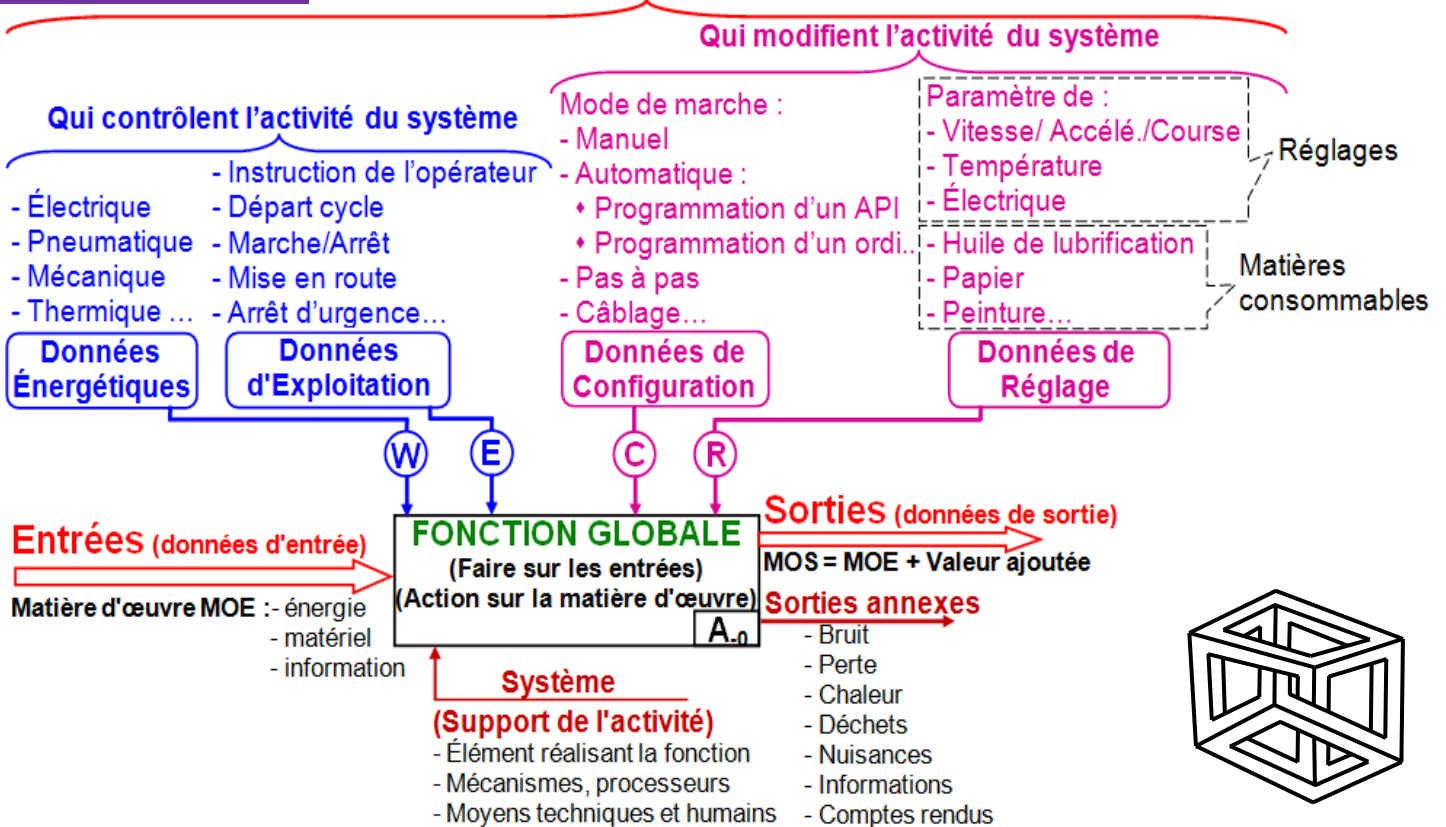 Qui modifient l'activité du système
Qui contrôlent l'activité du système
- Électrique
- Pneumatique
- Mécanique
- Thermique ...
- Instruction de l'opérateur
- Départ cycle
- Marche/Arrêt
- Mise en route
- Arrêt d'urgence...
Mode de marche :
- Manuel
- Automatique :
♦ Programmation d'un API
♦ Programmation d'un ordi..
- Pas à pas
- Câblage...
Paramètre de :
- Vitesse/ Accélé./Course
- Température
- Électrique
- Huile de lubrification
- Papier
- Peinture...
Réglages
Matières
consommables
Données
Énergétiques
Données
d'Exploitation
Données de
Configuration
Données de
Réglage
W
E
C
R
Entrées (données d'entrée)
Matière d'œuvre MOE :- énergie
- matériel
- information
FONCTION GLOBALE
(Faire sur les entrées)
(Action sur la matière d'œuvre)
A-0
Sorties (données de sortie)
MOS = MOE + Valeur ajoutée
Sorties annexes
- Bruit
- Perte
- Chaleur
- Déchets
- Nuisances
- Informations
- Comptes rendus
Système
(Support de l'activité)
- Élément réalisant la fonction
- Mécanismes, processeurs
- Moyens techniques et humains